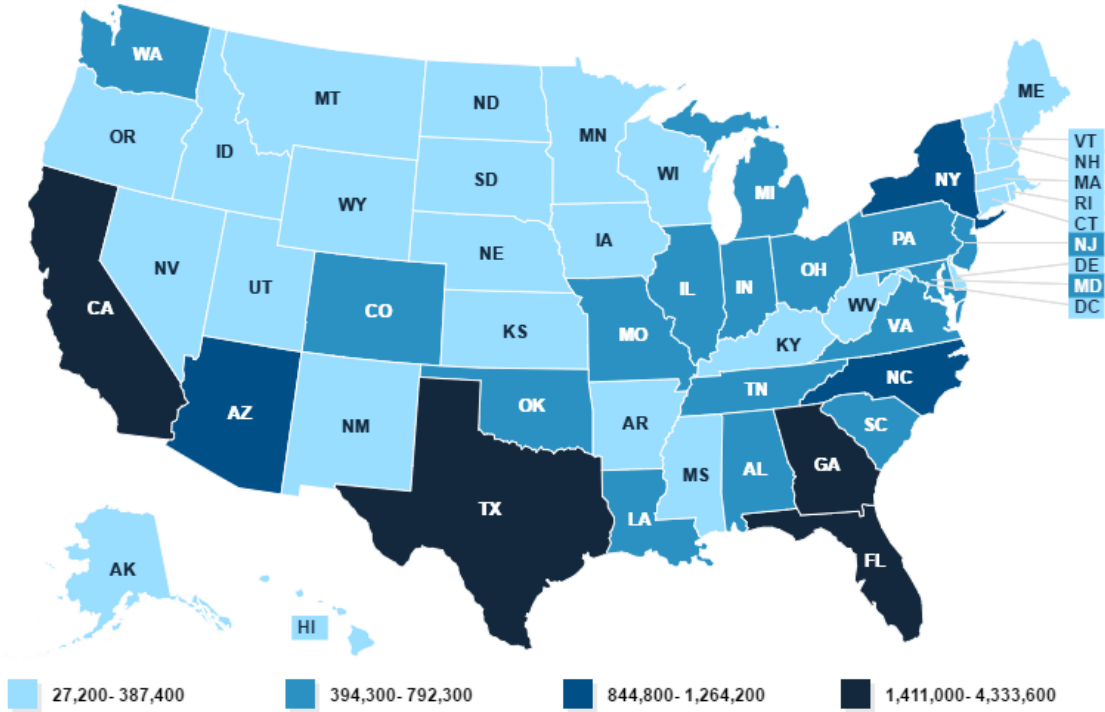 WA
MT
ND
MN
ME
OR
ID
SD
WI
VT
NH
MA
RI
CT
NJ
DE
MD
DC
WY
MI
NY
NE
IA
PA
NV
UT
CO
KS
MO
IL
IN
OH
WV
VA
CA
KY
NC
AZ
NM
OK
TN
AR
SC
TX
LA
MS
AL
GA
FL
AK
HI
27,200- 387,400
394,300- 792,300
844,800- 1,264,200
1,411,000- 4,333,600